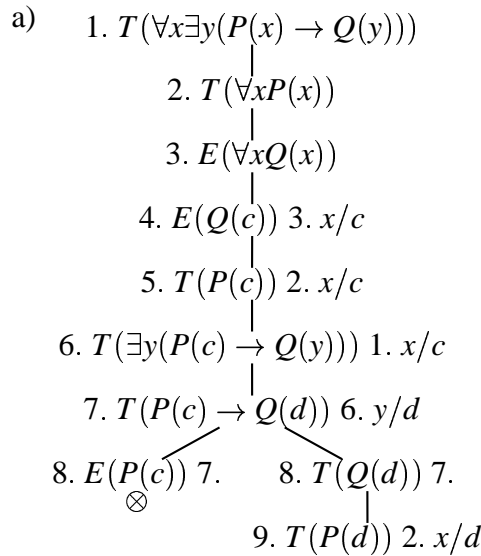 a)
1. T(∀x∃y(P(x) → Q(y)))
2. T(∀xP(x))
3. E(∀xQ(x))
4. E(Q(c)) 3. x/c
5. T(P(c)) 2. x/c
6. T(∃y(P(c) → Q(y))) 1. x/c
7. T(P(c) → Q(d)) 6. y/d
8. E(P(c)) 7. 8. T(Q(d)) 7.
⊗
9. T(P(d)) 2. x/d